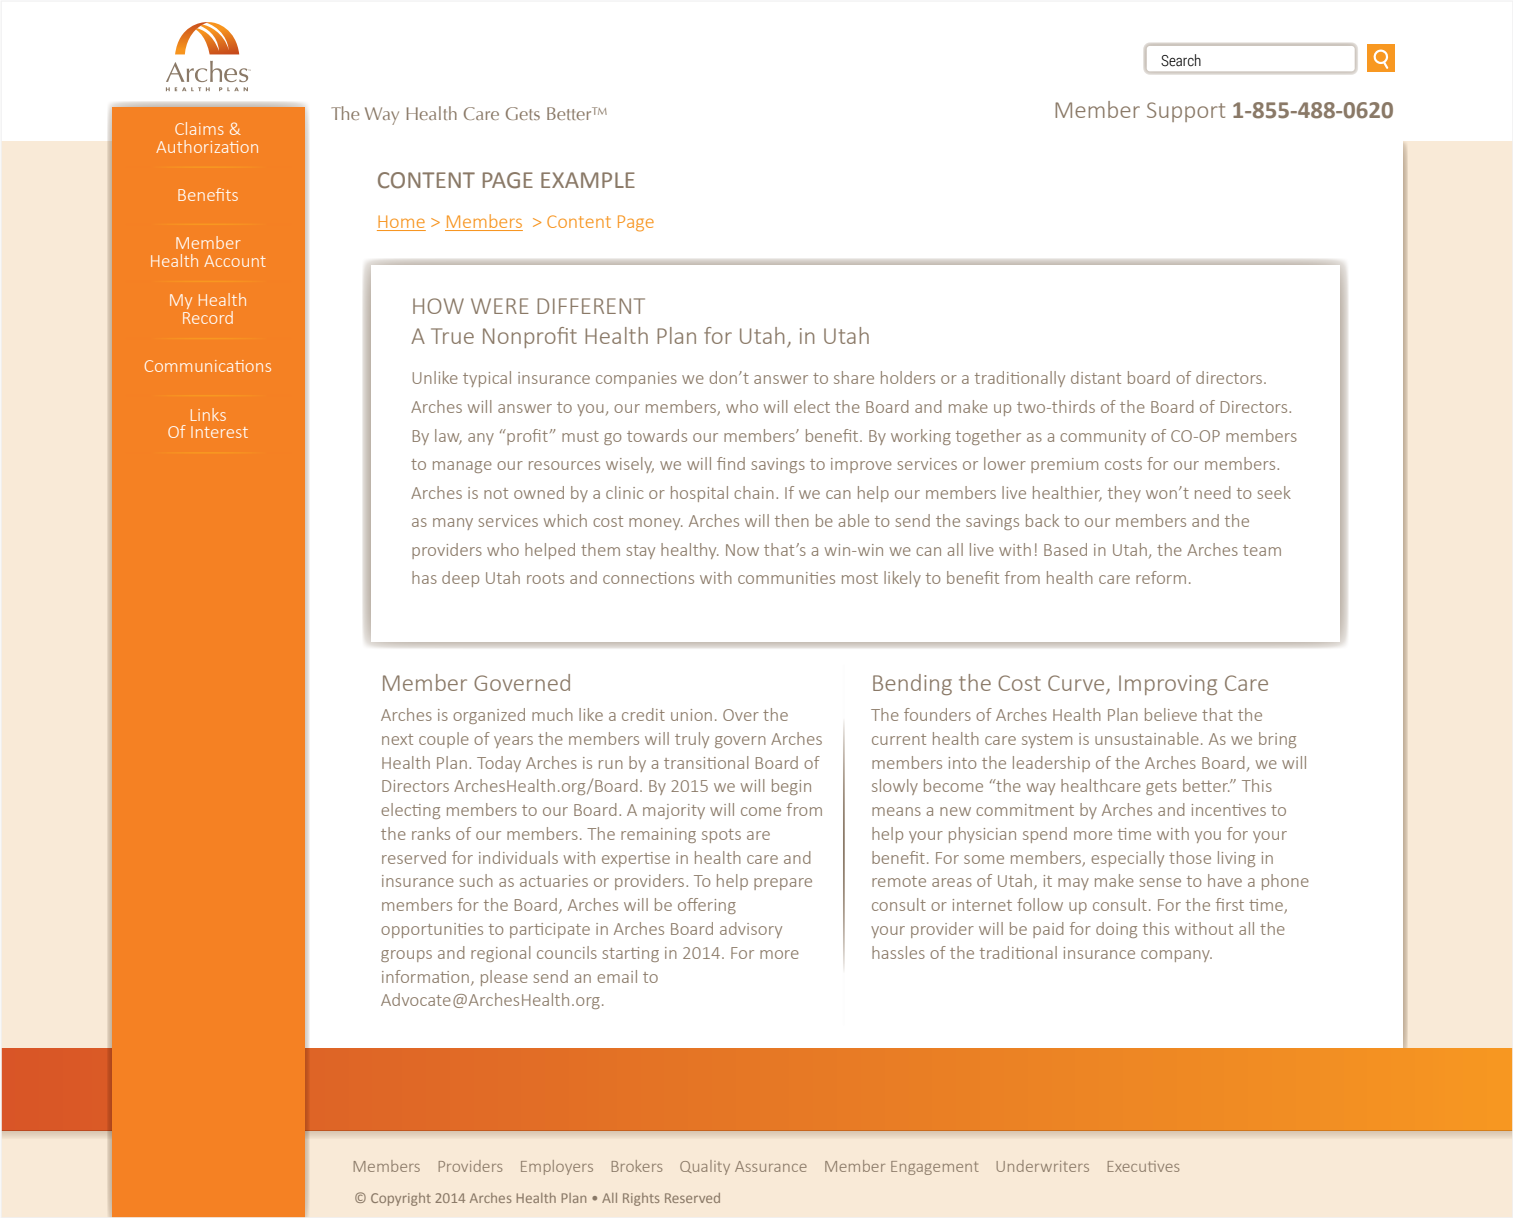 Arches
HEALTH PLAN
Search
The Way Health Care Gets Better™
Member Support 1-855-488-0620
Claims &
Authorization
Benefits
Member
Health Account
My Health
Record
Communications
Links
Of Interest
CONTENT PAGE EXAMPLE
Home > Members > Content Page
HOW WERE DIFFERENT
A True Nonprofit Health Plan for Utah, in Utah
Unlike typical insurance companies we don’t answer to share holders or a traditionally distant board of directors.
Arches will answer to you, our members, who will elect the Board and make up two-thirds of the Board of Directors.
By law, any “profit” must go towards our members’ benefit. By working together as a community of CO-OP members
to manage our resources wisely, we will find savings to improve services or lower premium costs for our members.
Arches is not owned by a clinic or hospital chain. If we can help our members live healthier, they won’t need to seek
as many services which cost money. Arches will then be able to send the savings back to our members and the
providers who helped them stay healthy. Now that’s a win-win we can all live with! Based in Utah, the Arches team
has deep Utah roots and connections with communities most likely to benefit from health care reform.
Member Governed
Arches is organized much like a credit union. Over the
next couple of years the members will truly govern Arches
Health Plan. Today Arches is run by a transitional Board of
Directors ArchesHealth.org/Board. By 2015 we will begin
electing members to our Board. A majority will come from
the ranks of our members. The remaining spots are
reserved for individuals with expertise in health care and
insurance such as actuaries or providers. To help prepare
members for the Board, Arches will be offering
opportunities to participate in Arches Board advisory
groups and regional councils starting in 2014. For more
information, please send an email to
Advocate@ArchesHealth.org.
Bending the Cost Curve, Improving Care
The founders of Arches Health Plan believe that the
current health care system is unsustainable. As we bring
members into the leadership of the Arches Board, we will
slowly become “the way healthcare gets better.” This
means a new commitment by Arches and incentives to
help your physician spend more time with you for your
benefit. For some members, especially those living in
remote areas of Utah, it may make sense to have a phone
consult or internet follow up consult. For the first time,
your provider will be paid for doing this without all the
hassles of the traditional insurance company.
Members Providers Employers Brokers Quality Assurance Member Engagement Underwriters Executives
© Copyright 2014 Arches Health Plan • All Rights Reserved